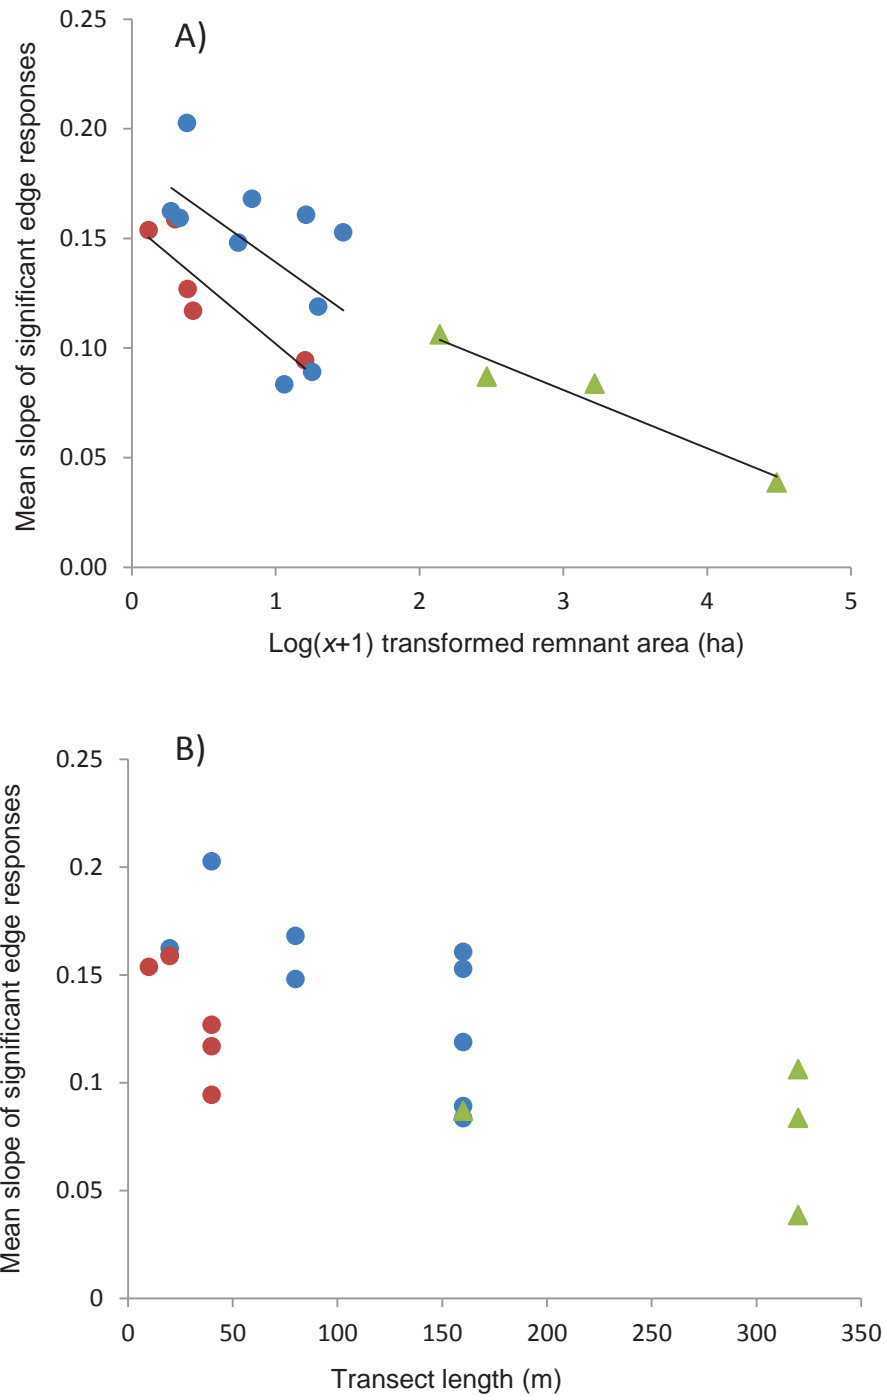 A)
Mean slope of significant edge responses
0.25
0.20
0.15
0.10
0.05
0.00
0 1 2 3 4 5
Log(x+1) transformed remnant area (ha)
B)
Mean slope of significant edge responses
0.25
0.2
0.15
0.1
0.05
0
0 50 100 150 200 250 300 350
Transect length (m)